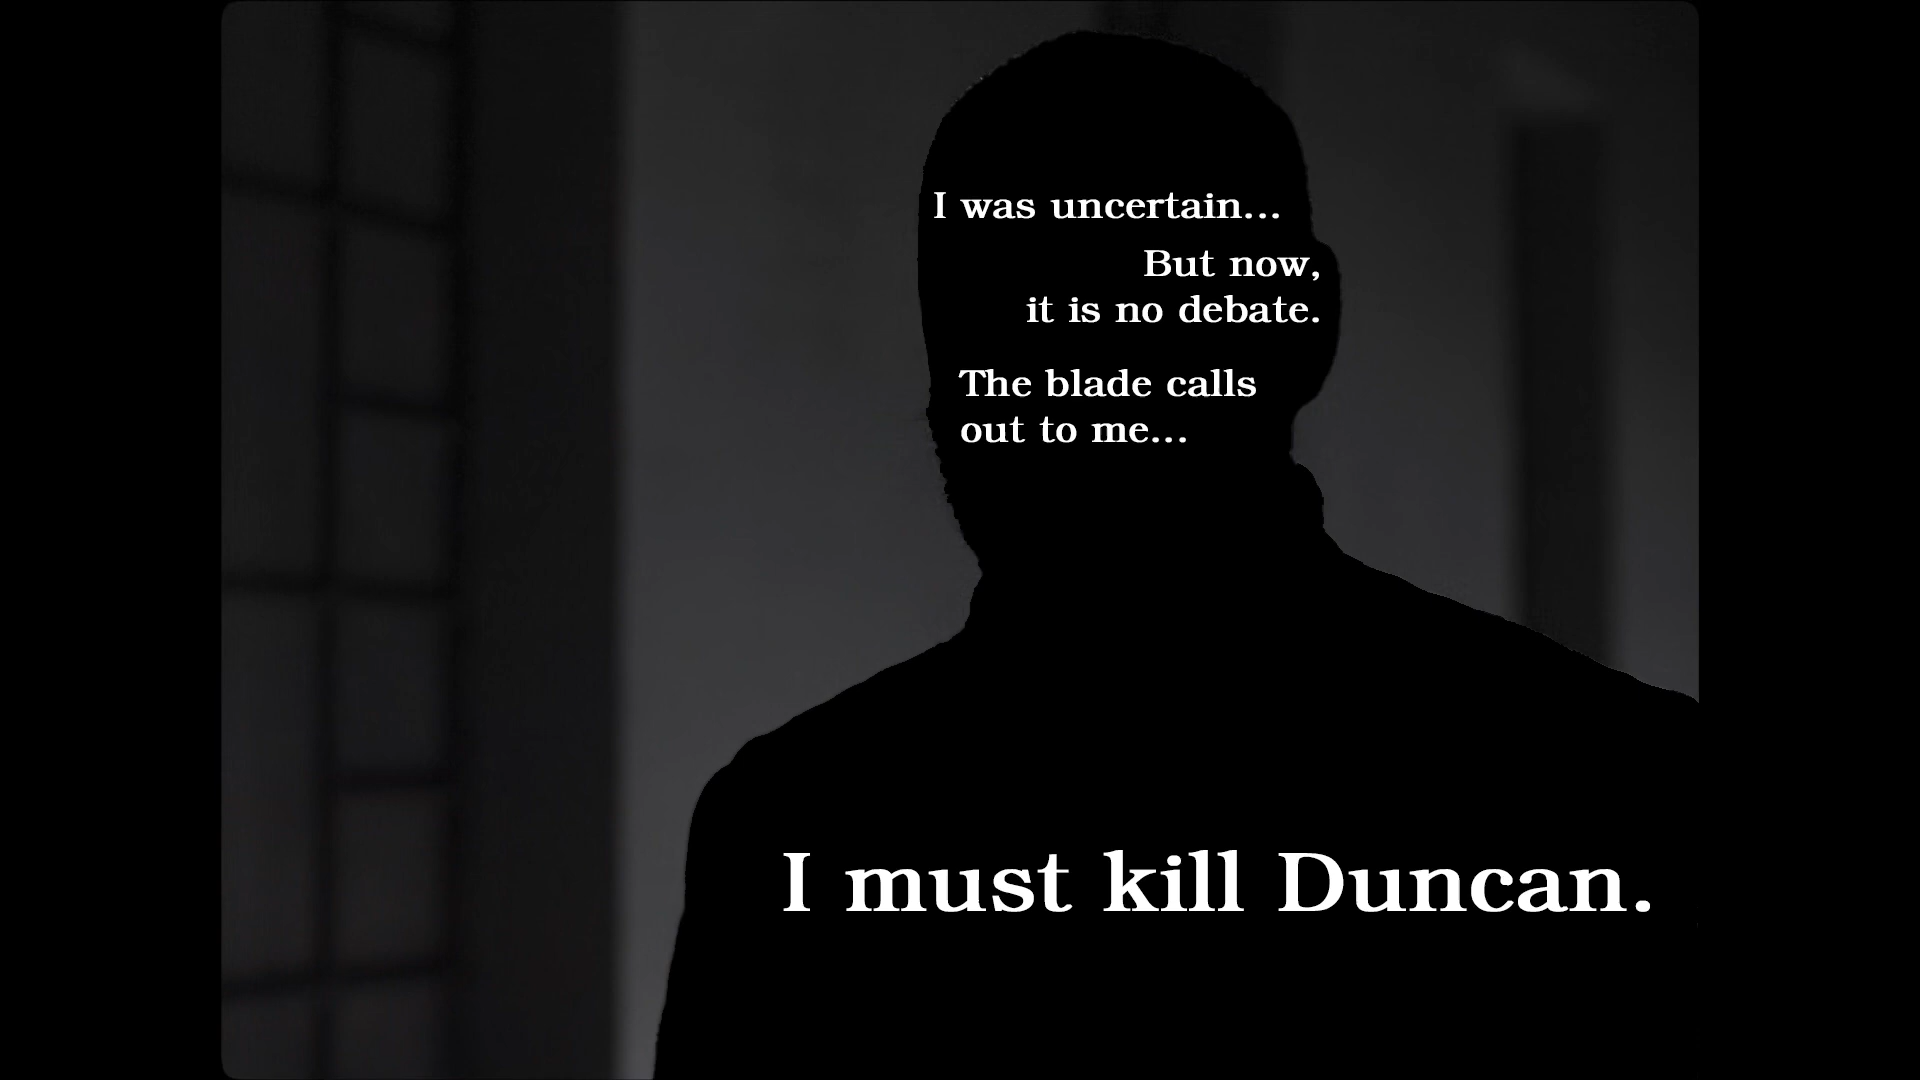 I was uncertain...
But now,
it is no debate.
The blade calls
out to me...
I must kill Duncan.